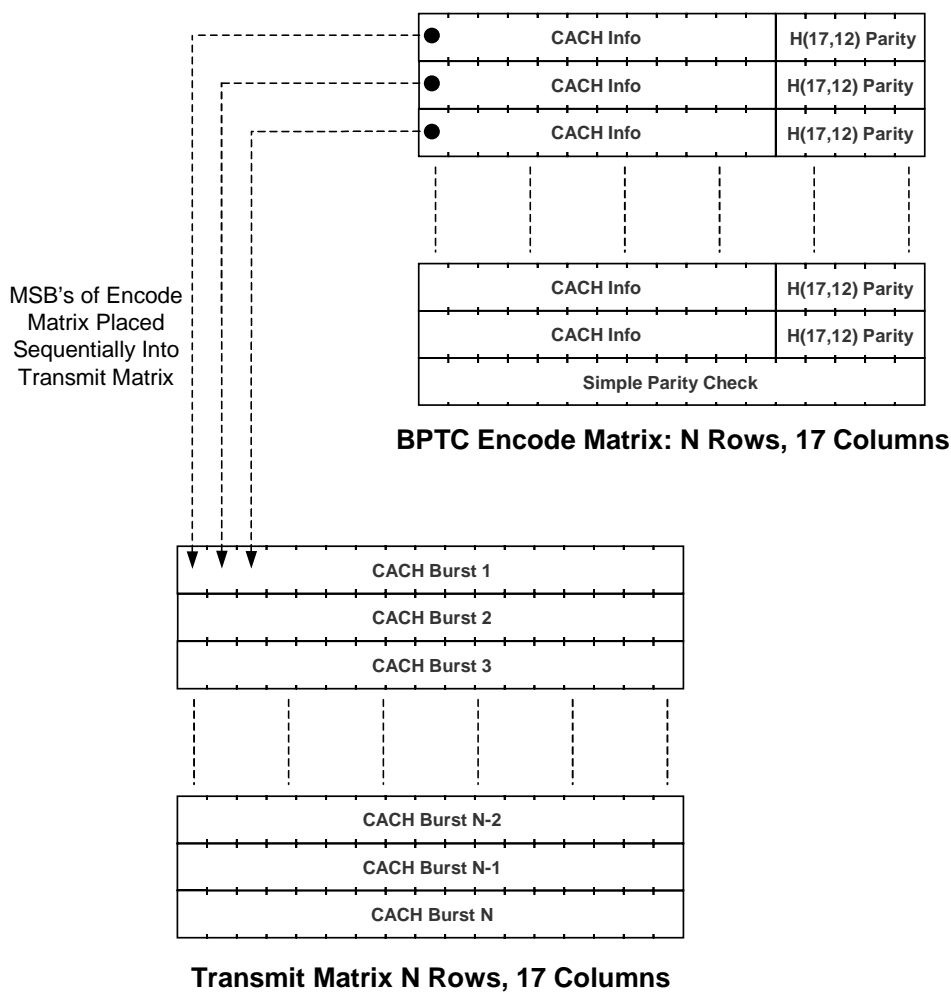 CACH Info H(17,12) Parity
CACH Info H(17,12) Parity
CACH Info H(17,12) Parity
MSB's of Encode
Matrix Placed
Sequentially Into
Transmit Matrix
CACH Info H(17,12) Parity
CACH Info H(17,12) Parity
Simple Parity Check
BPTC Encode Matrix: N Rows, 17 Columns
CACH Burst 1
CACH Burst 2
CACH Burst 3
CACH Burst N-2
CACH Burst N-1
CACH Burst N
Transmit Matrix N Rows, 17 Columns